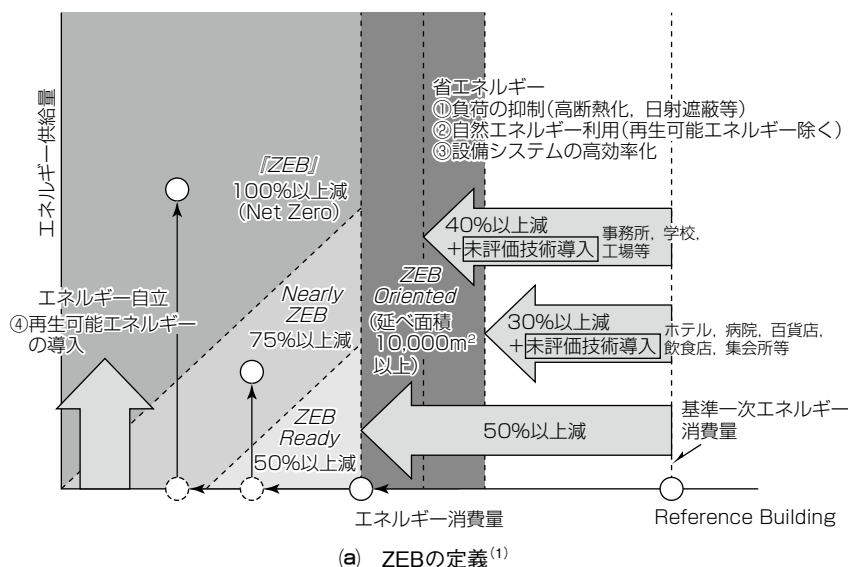 エネルギー供給量
省エネルギー
①負荷の抑制(高断熱化，日射遮蔽等)
②自然エネルギー利用(再生可能エネルギー除く)
③設備システムの高効率化
『ZEB』
100%以上減
(Net Zero)
40%以上減
+未評価技術導入
事務所，学校，
工場等
エネルギー自立
④再生可能エネルギー
の導入
Nearly
ZEB
75%以上減
ZEB
Oriented
(延べ面積
10,000m²
以上)
30%以上減
+未評価技術導入
ホテル，病院，百貨店，
飲食店，集会所等
ZEB
Ready
50%以上減
50%以上減
基準一次エネルギー
消費量
エネルギー消費量
Reference Building
(a) ZEBの定義⁽¹⁾